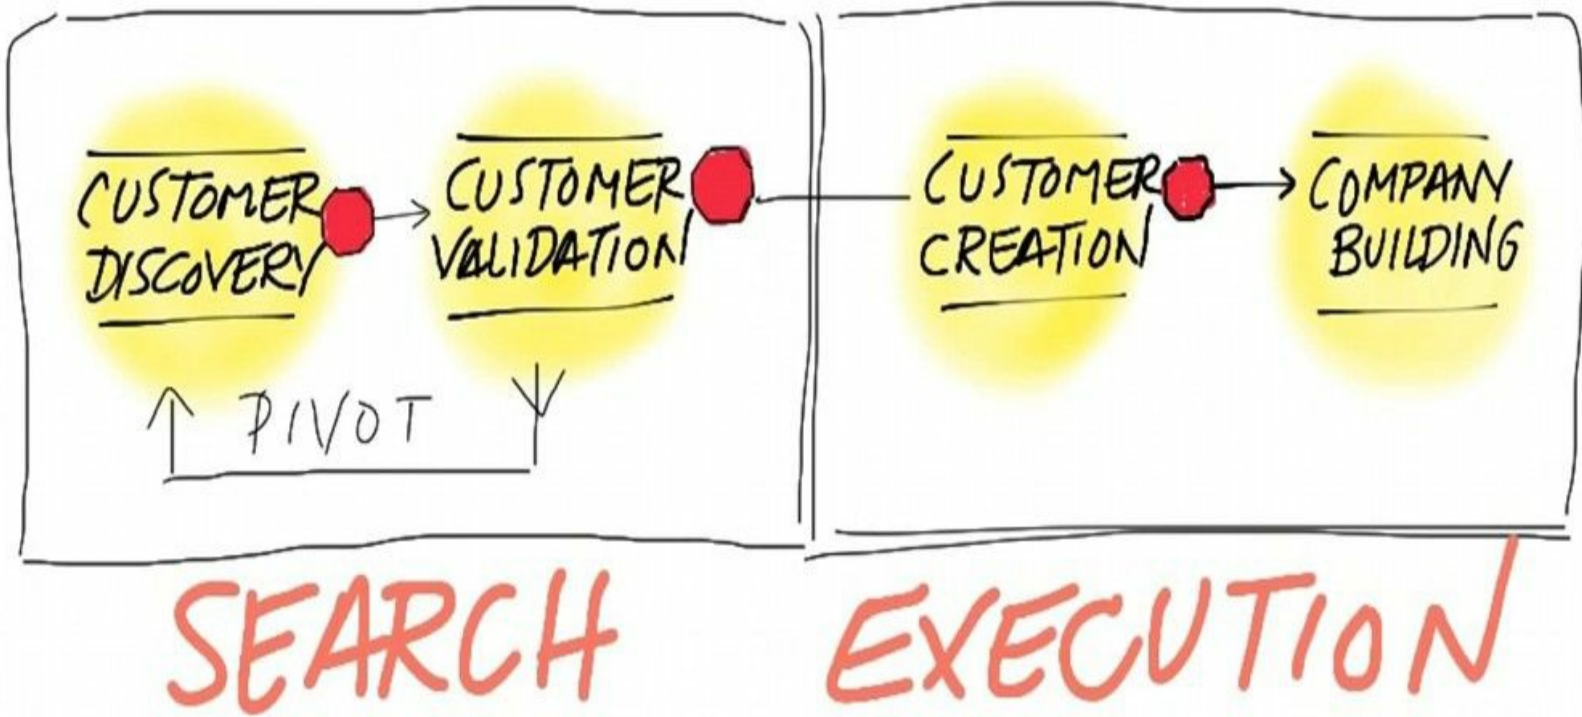 CUSTOMER
DISCOVERY
CUSTOMER
VALIDATION
CUSTOMER
CREATION
COMPANY
BUILDING
PIVOT
SEARCH
EXECUTION